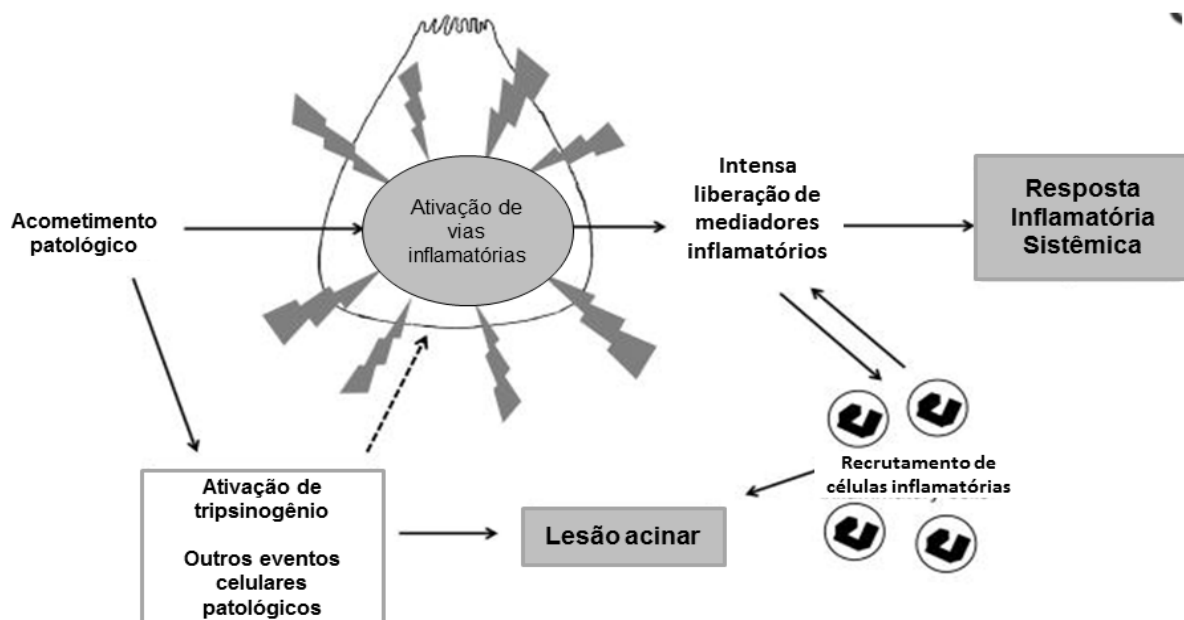 Acometimento
patológico
Ativação de
vias
inflamatórias
Intensa
liberação de
mediadores
inflamatórios
Resposta
Inflamatória
Sistêmica
Recrutamento de
células inflamatórias
Ativação de
tripsinogênio
Outros eventos
celulares
patológicos
Lesão acinar